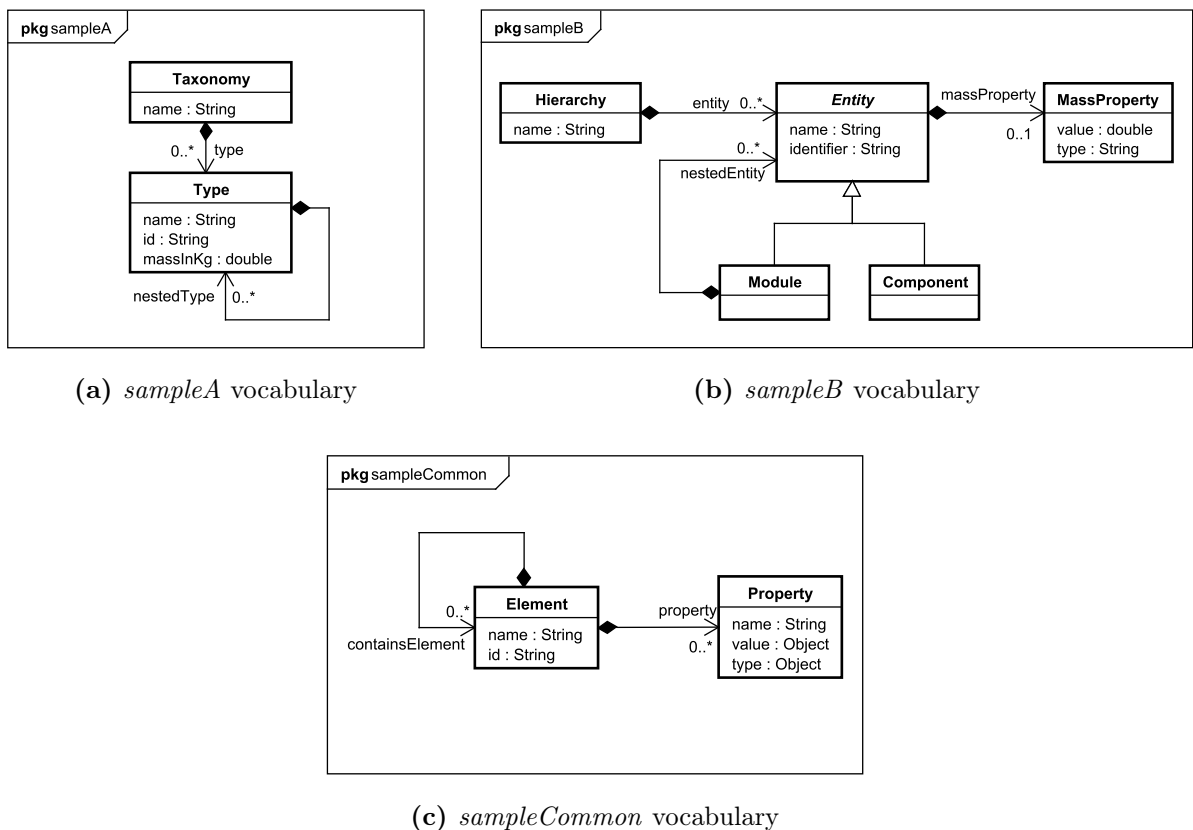 pkg sampleA
Taxonomy
name : String
0..* type
Type
name : String
id : String
massInKg : double
nestedType 0..*
(a) sampleA vocabulary
pkg sampleB
Hierarchy
name : String
entity 0..*
Entity
name : String
identifier : String
massProperty
0..1
MassProperty
value : double
type : String
0..*
nestedEntity
Module
Component
(b) sampleB vocabulary
pkg sampleCommon
Element
name : String
id : String
0..*
containsElement
property
0..*
Property
name : String
value : Object
type : Object
(c) sampleCommon vocabulary